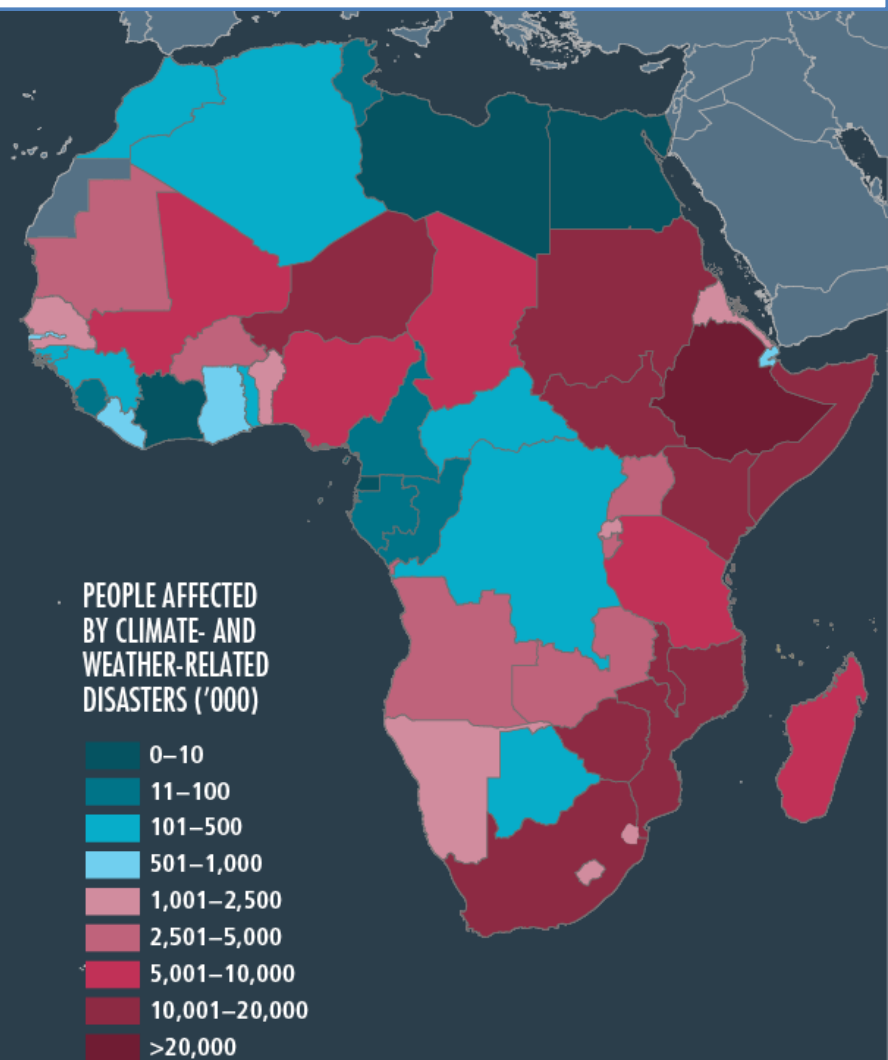 PEOPLE AFFECTED
BY CLIMATE- AND
WEATHER-RELATED
DISASTERS ('000)
0–10
11–100
101–500
501–1,000
1,001–2,500
2,501–5,000
5,001–10,000
10,001–20,000
>20,000